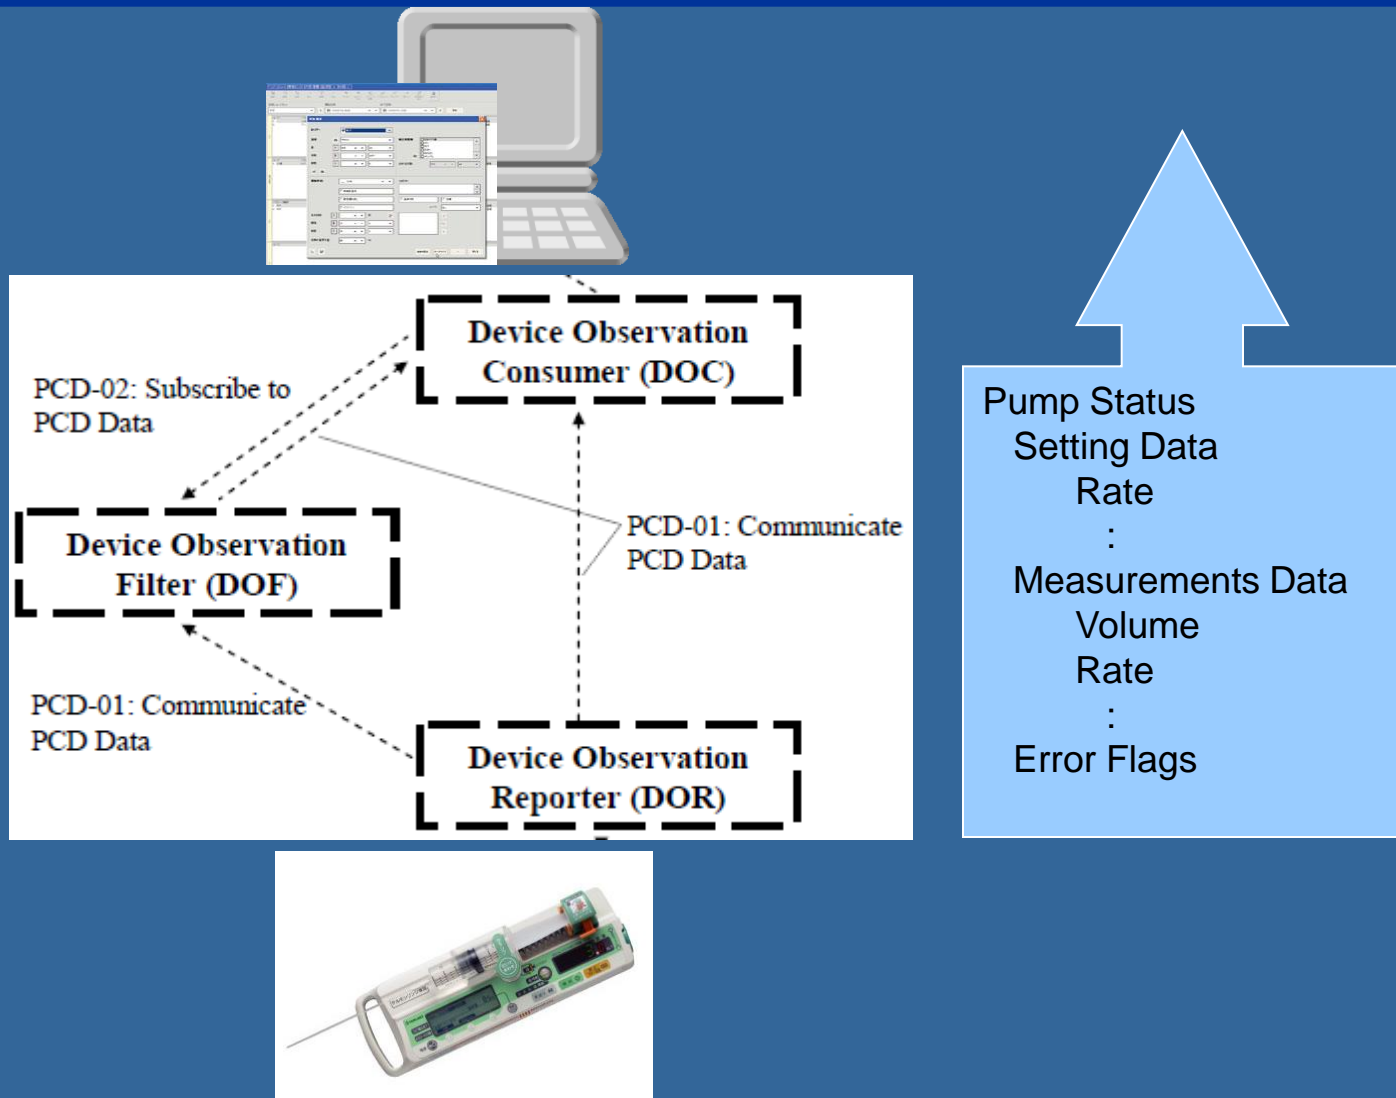 Device Observation
Consumer (DOC)
PCD-02: Subscribe to
PCD Data
Device Observation
Filter (DOF)
PCD-01: Communicate
PCD Data
PCD-01: Communicate
PCD Data
Device Observation
Reporter (DOR)
Pump Status
Setting Data
Rate
:
Measurements Data
Volume
Rate
:
Error Flags